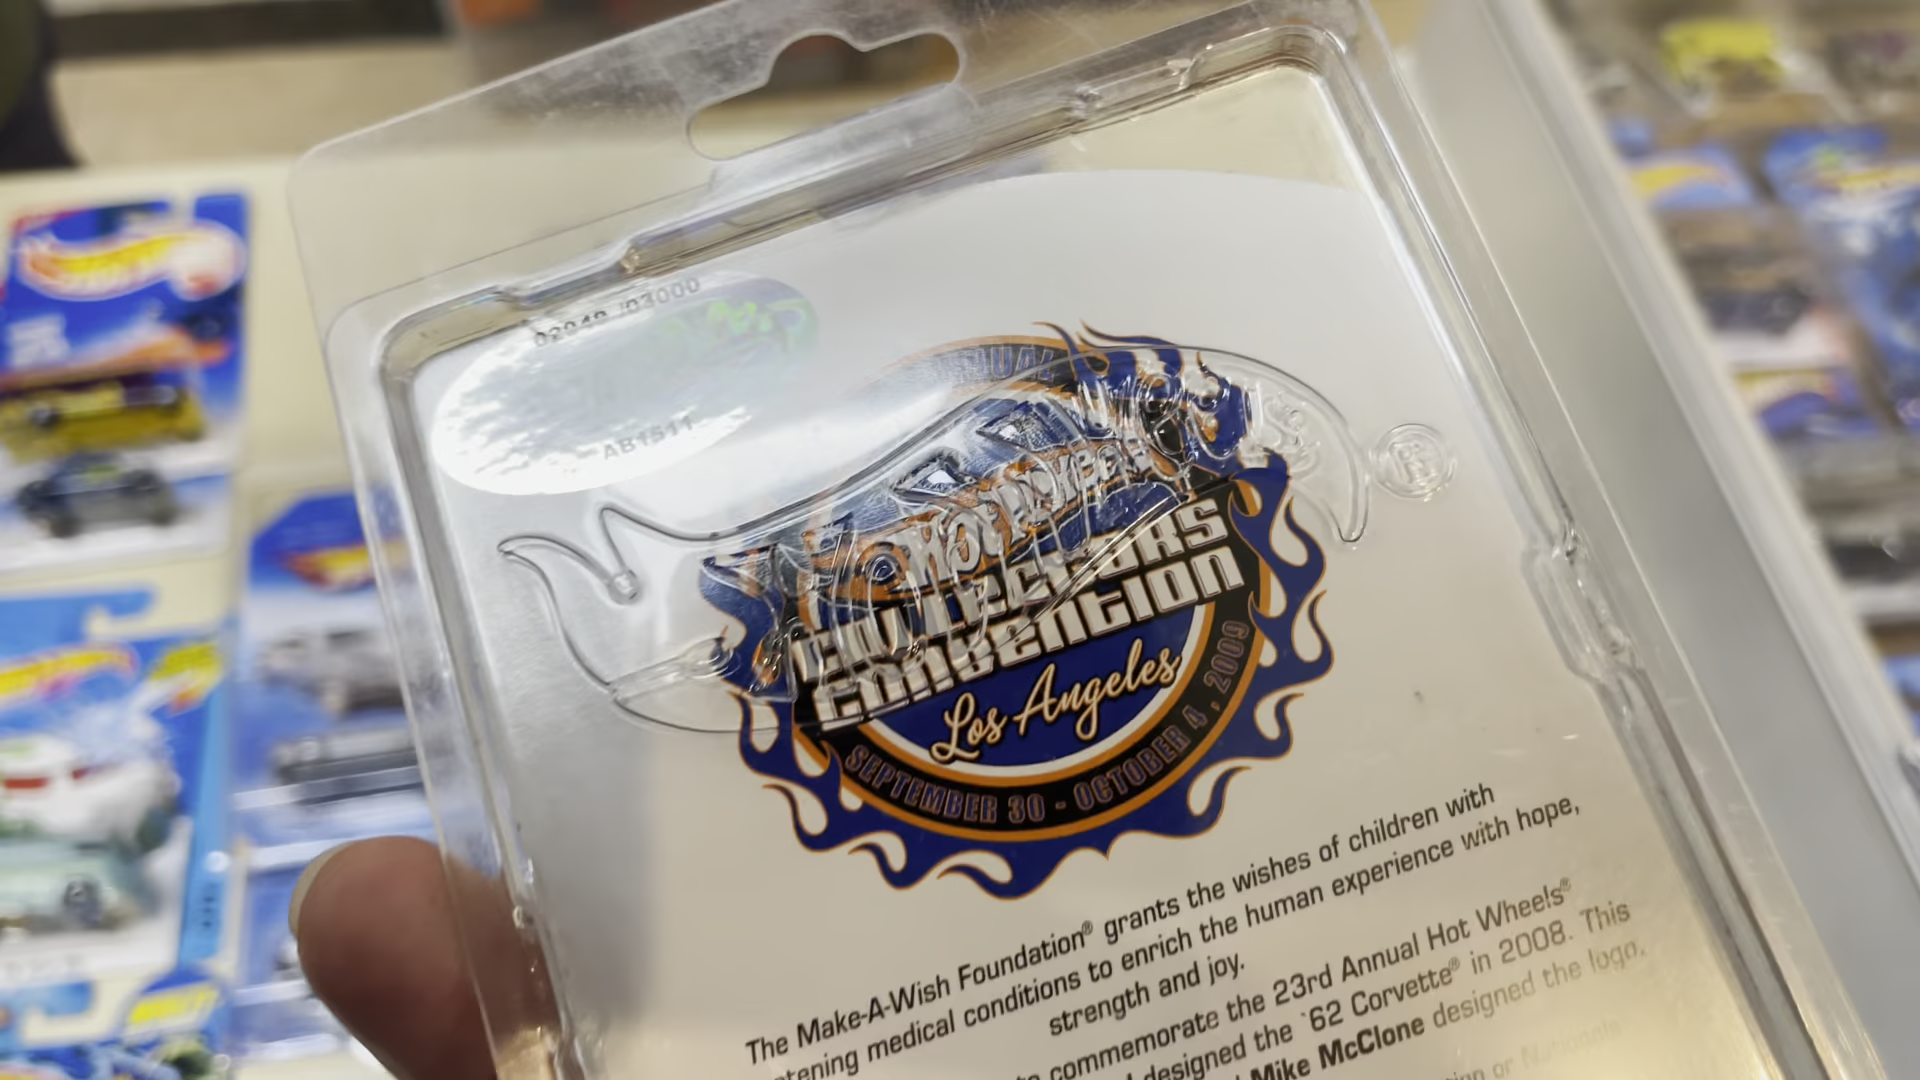 /03000
AB1511
®
COLLECTORS
CONVENTION
Los Angeles
SEPTEMBER 30 - OCTOBER 4, 2009
The Make-A-Wish Foundation® grants the wishes of children with
medical conditions to enrich the human experience with hope,
strength and joy.
commemorate the 23rd Annual Hot Wheels®
designed the '62 Corvette® in 2008. This
Mike McClone designed the logo.
or Nationals